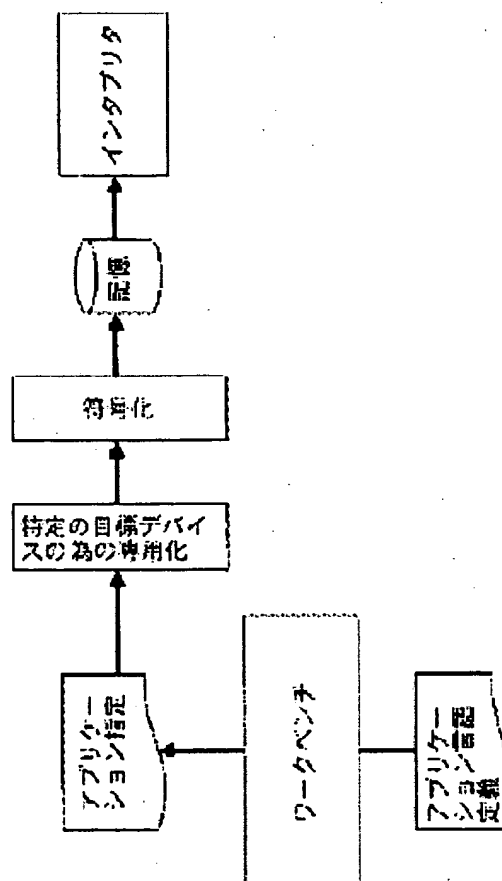 インタプリタ
記憶
符号化
特定の目標デバイ
スの為の専用化
アプリケー
ション指定
ワークベンチ
アプリケー
ション言語
定義